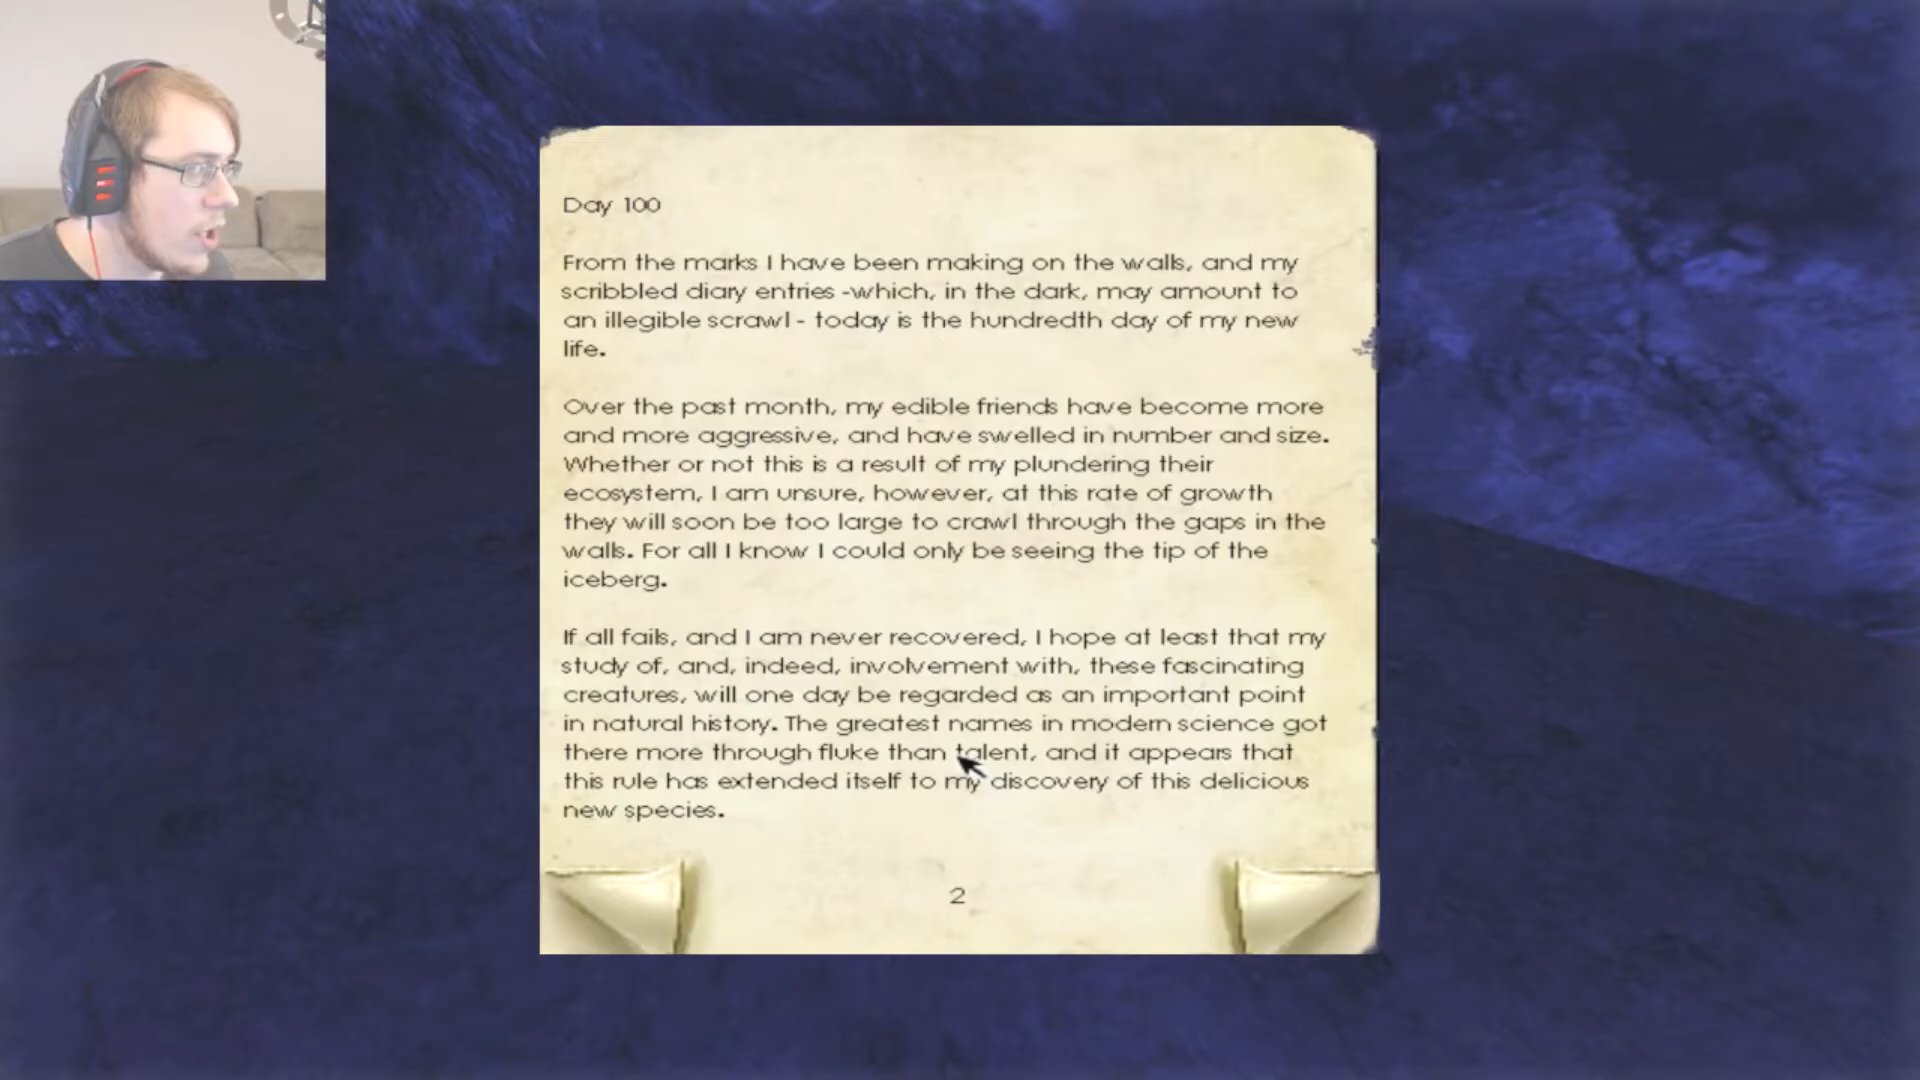 Day 100
From the marks I have been making on the walls, and my
scribbled diary entries -which, in the dark, may amount to
an illegible scrawl - today is the hundredth day of my new
life.
Over the past month, my edible friends have become more
and more aggressive, and have swelled in number and size.
Whether or not this is a result of my plundering their
ecosystem, I am unsure, however, at this rate of growth
they will soon be too large to crawl through the gaps in the
walls. For all I know I could only be seeing the tip of the
iceberg.
If all fails, and I am never recovered, I hope at least that my
study of, and, indeed, involvement with, these fascinating
creatures, will one day be regarded as an important point
in natural history. The greatest names in modern science got
there more through fluke than talent, and it appears that
this rule has extended itself to my discovery of this delicious
new species.
2